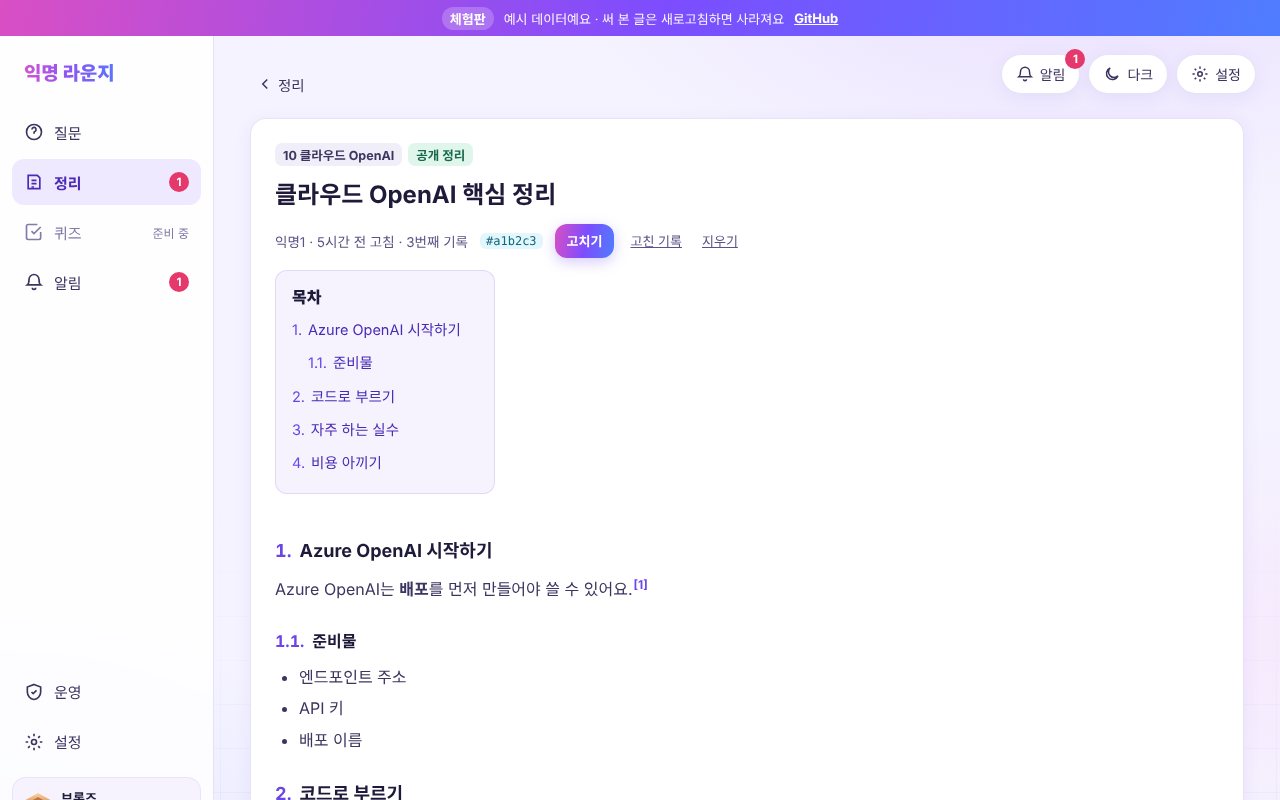 체험판 예시 데이터예요 · 써 본 글은 새로고침하면 사라져요 GitHub
익명 라운지
질문
정리 1
퀴즈 준비 중
알림 1
운영
설정
브론즈
정리
알림 1 다크 설정
10 클라우드 OpenAI 공개 정리
클라우드 OpenAI 핵심 정리
익명1 · 5시간 전 고침 · 3번째 기록 #a1b2c3 고치기 고친 기록 지우기
목차
1. Azure OpenAI 시작하기
1.1. 준비물
2. 코드로 부르기
3. 자주 하는 실수
4. 비용 아끼기
1. Azure OpenAI 시작하기
Azure OpenAI는 배포를 먼저 만들어야 쓸 수 있어요.[1]
1.1. 준비물
• 엔드포인트 주소
• API 키
• 배포 이름
2. 코드로 부르기